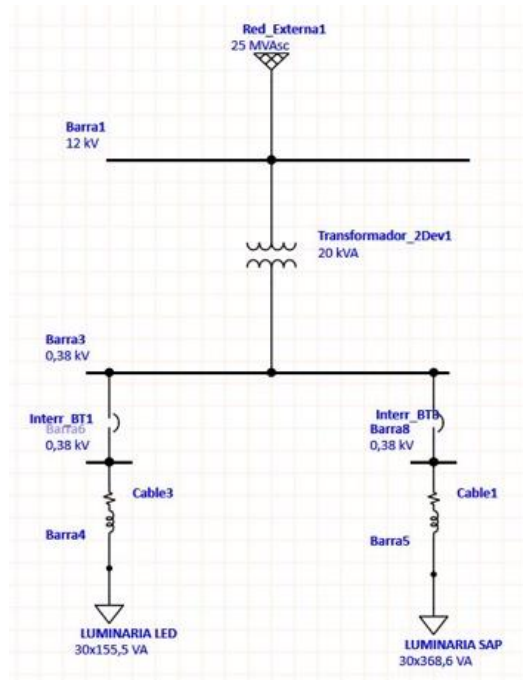 Red_Externa1
25 MVAsc
Barra1
12 kV
Transformador_2Dev1
20 kVA
Barra3
0,38 kV
Interr_BT1
Barra6
0,38 kV
Interr_BT3
Barra8
0,38 kV
Cable3
Cable1
Barra4
Barra5
LUMINARIA LED
30x155,5 VA
LUMINARIA SAP
30x368,6 VA